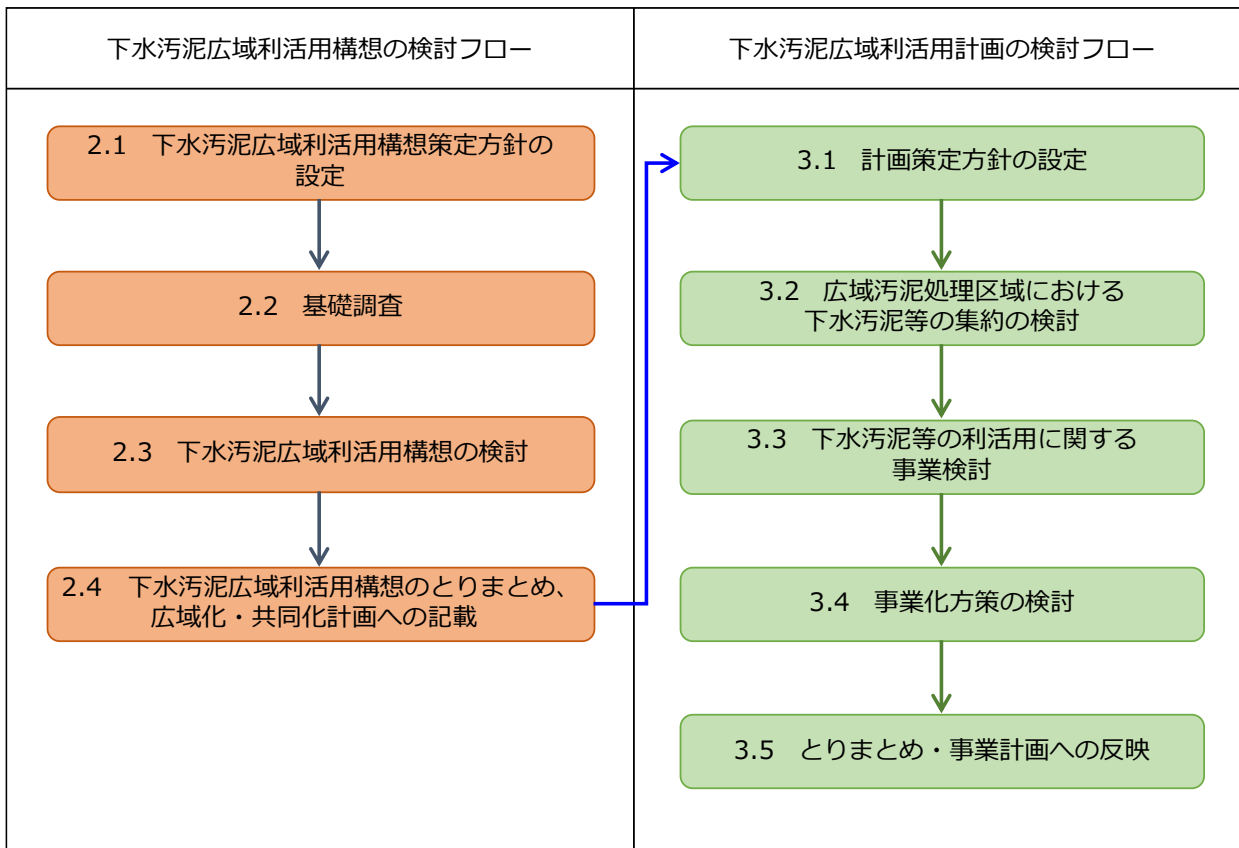 下水汚泥広域利活用構想の検討フロー
下水汚泥広域利活用計画の検討フロー
2.1　下水汚泥広域利活用構想策定方針の
設定
2.2　基礎調査
2.3　下水汚泥広域利活用構想の検討
2.4　下水汚泥広域利活用構想のとりまとめ、
広域化・共同化計画への記載
3.1　計画策定方針の設定
3.2　広域汚泥処理区域における
下水汚泥等の集約の検討
3.3　下水汚泥等の利活用に関する
事業検討
3.4　事業化方策の検討
3.5　とりまとめ・事業計画への反映